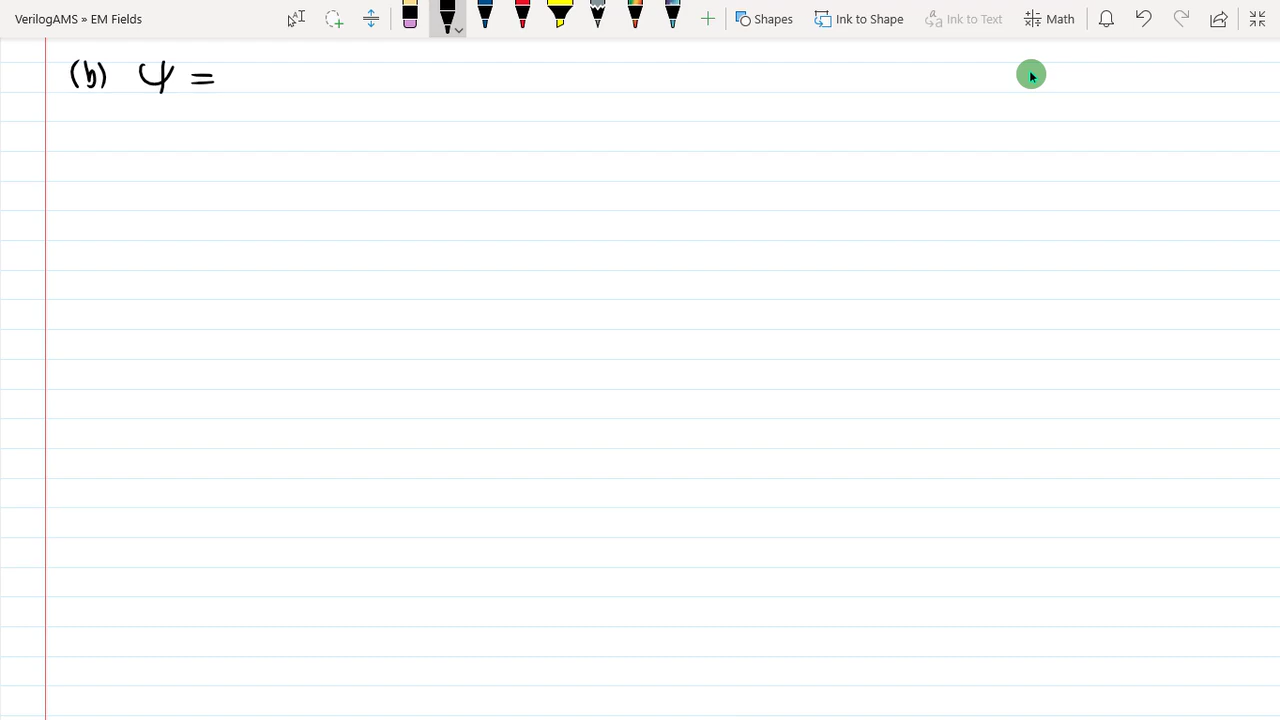 VerilogAMS » EM Fields Shapes Ink to Shape Ink to Text Math
(b) Ψ =